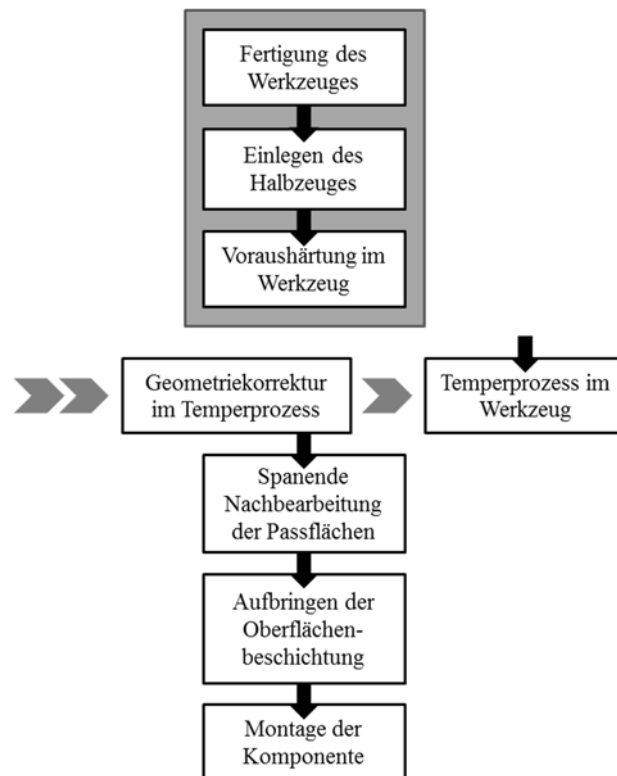 Fertigung des
Werkzeuges
Einlegen des
Halbzeuges
Voraushärtung im
Werkzeug
Geometriekorrektur
im Temperprozess
Temperprozess im
Werkzeug
Spanende
Nachbearbeitung
der Passflächen
Aufbringen der
Oberflächen-
beschichtung
Montage der
Komponente